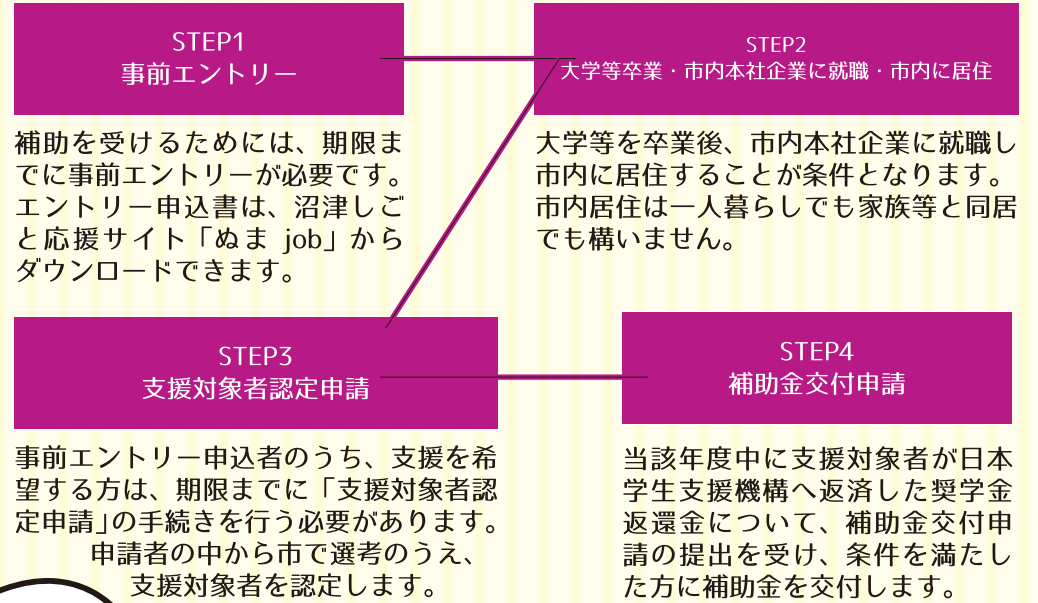 STEP1
事前エントリー
補助を受けるためには、期限ま
でに事前エントリーが必要です。
エントリー申込書は、沼津しご
と応援サイト「ぬま job」から
ダウンロードできます。
STEP2
大学等卒業・市内本社企業に就職・市内に居住
大学等を卒業後、市内本社企業に就職し
市内に居住することが条件となります。
市内居住は一人暮らしでも家族等と同居
でも構いません。
STEP3
支援対象者認定申請
事前エントリー申込者のうち、支援を希
望する方は、期限までに「支援対象者認
定申請」の手続きを行う必要があります。
申請者の中から市で選考のうえ、
支援対象者を認定します。
STEP4
補助金交付申請
当該年度中に支援対象者が日本
学生支援機構へ返済した奨学金
返還金について、補助金交付申
請の提出を受け、条件を満たし
た方に補助金を交付します。